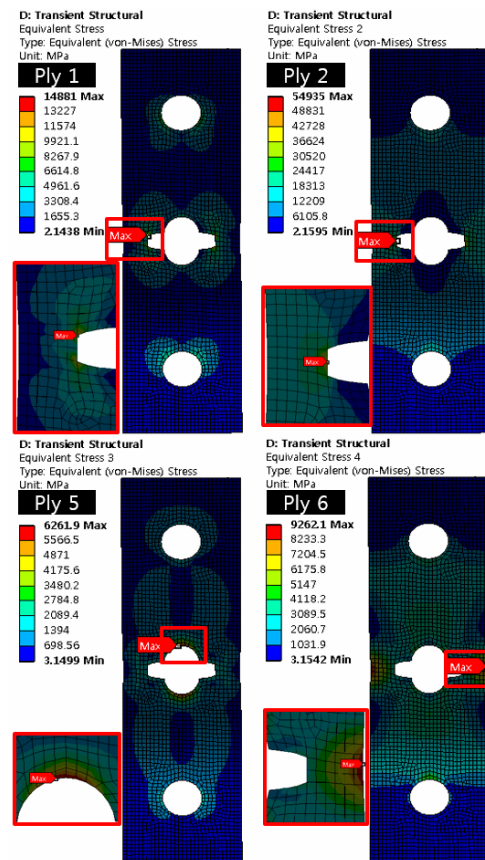 D: Transient Structural
Equivalent Stress
Type: Equivalent (von-Mises) Stress
Unit: MPa
Ply 1
14881 Max
13227
11574
9921.1
8267.9
6614.8
4961.6
3308.4
1655.3
2.1438 Min
Max
Max
D: Transient Structural
Equivalent Stress 2
Type: Equivalent (von-Mises) Stress
Unit: MPa
Ply 2
54935 Max
48831
42728
36624
30520
24417
18313
12209
6105.8
2.1595 Min
Max
Max
D: Transient Structural
Equivalent Stress 3
Type: Equivalent (von-Mises) Stress
Unit: MPa
Ply 5
6261.9 Max
5566.5
4871
4175.6
3480.2
2784.8
2089.4
1394
698.56
3.1499 Min
Max
Max
D: Transient Structural
Equivalent Stress 4
Type: Equivalent (von-Mises) Stress
Unit: MPa
Ply 6
9262.1 Max
8233.3
7204.5
6175.8
5147
4118.2
3089.5
2060.7
1031.9
3.1542 Min
Max
Max